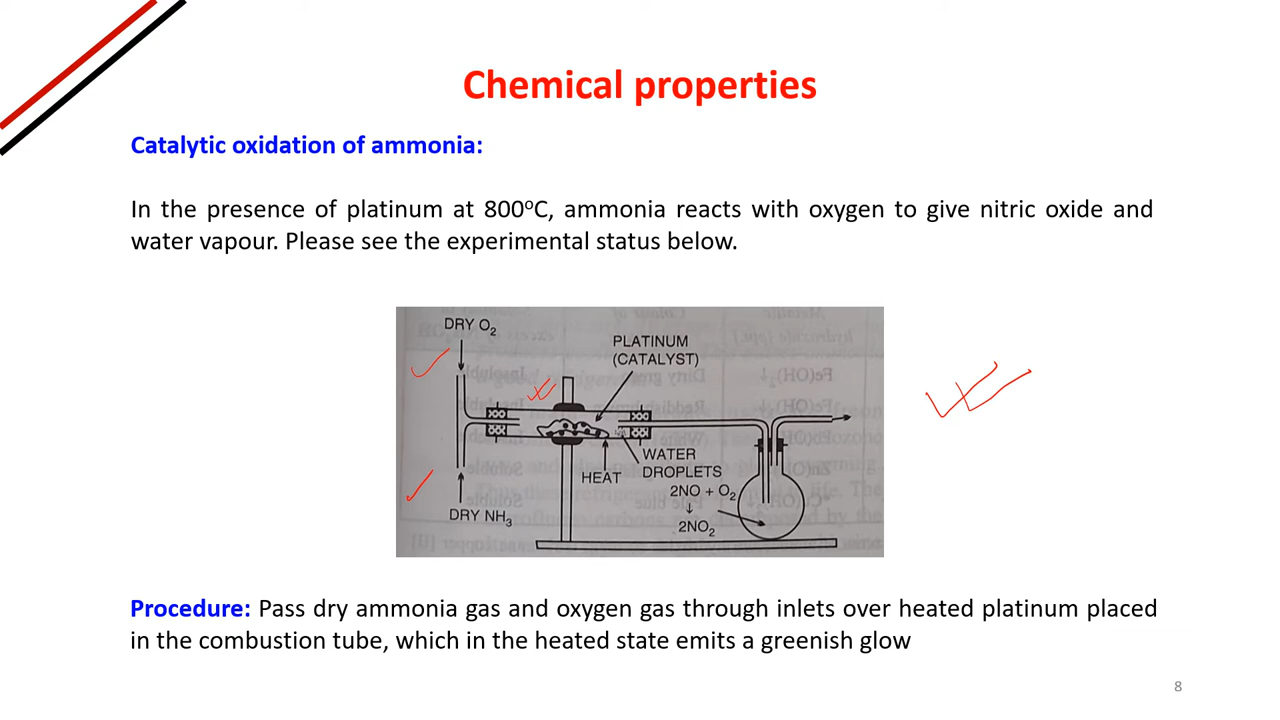 Chemical properties
Catalytic oxidation of ammonia:
In the presence of platinum at 800oC, ammonia reacts with oxygen to give nitric oxide and
water vapour. Please see the experimental status below.
DRY O2
PLATINUM
(CATALYST)
HEAT
WATER
DROPLETS
2NO + O2
↓
2NO2
DRY NH3
Procedure: Pass dry ammonia gas and oxygen gas through inlets over heated platinum placed
in the combustion tube, which in the heated state emits a greenish glow
8